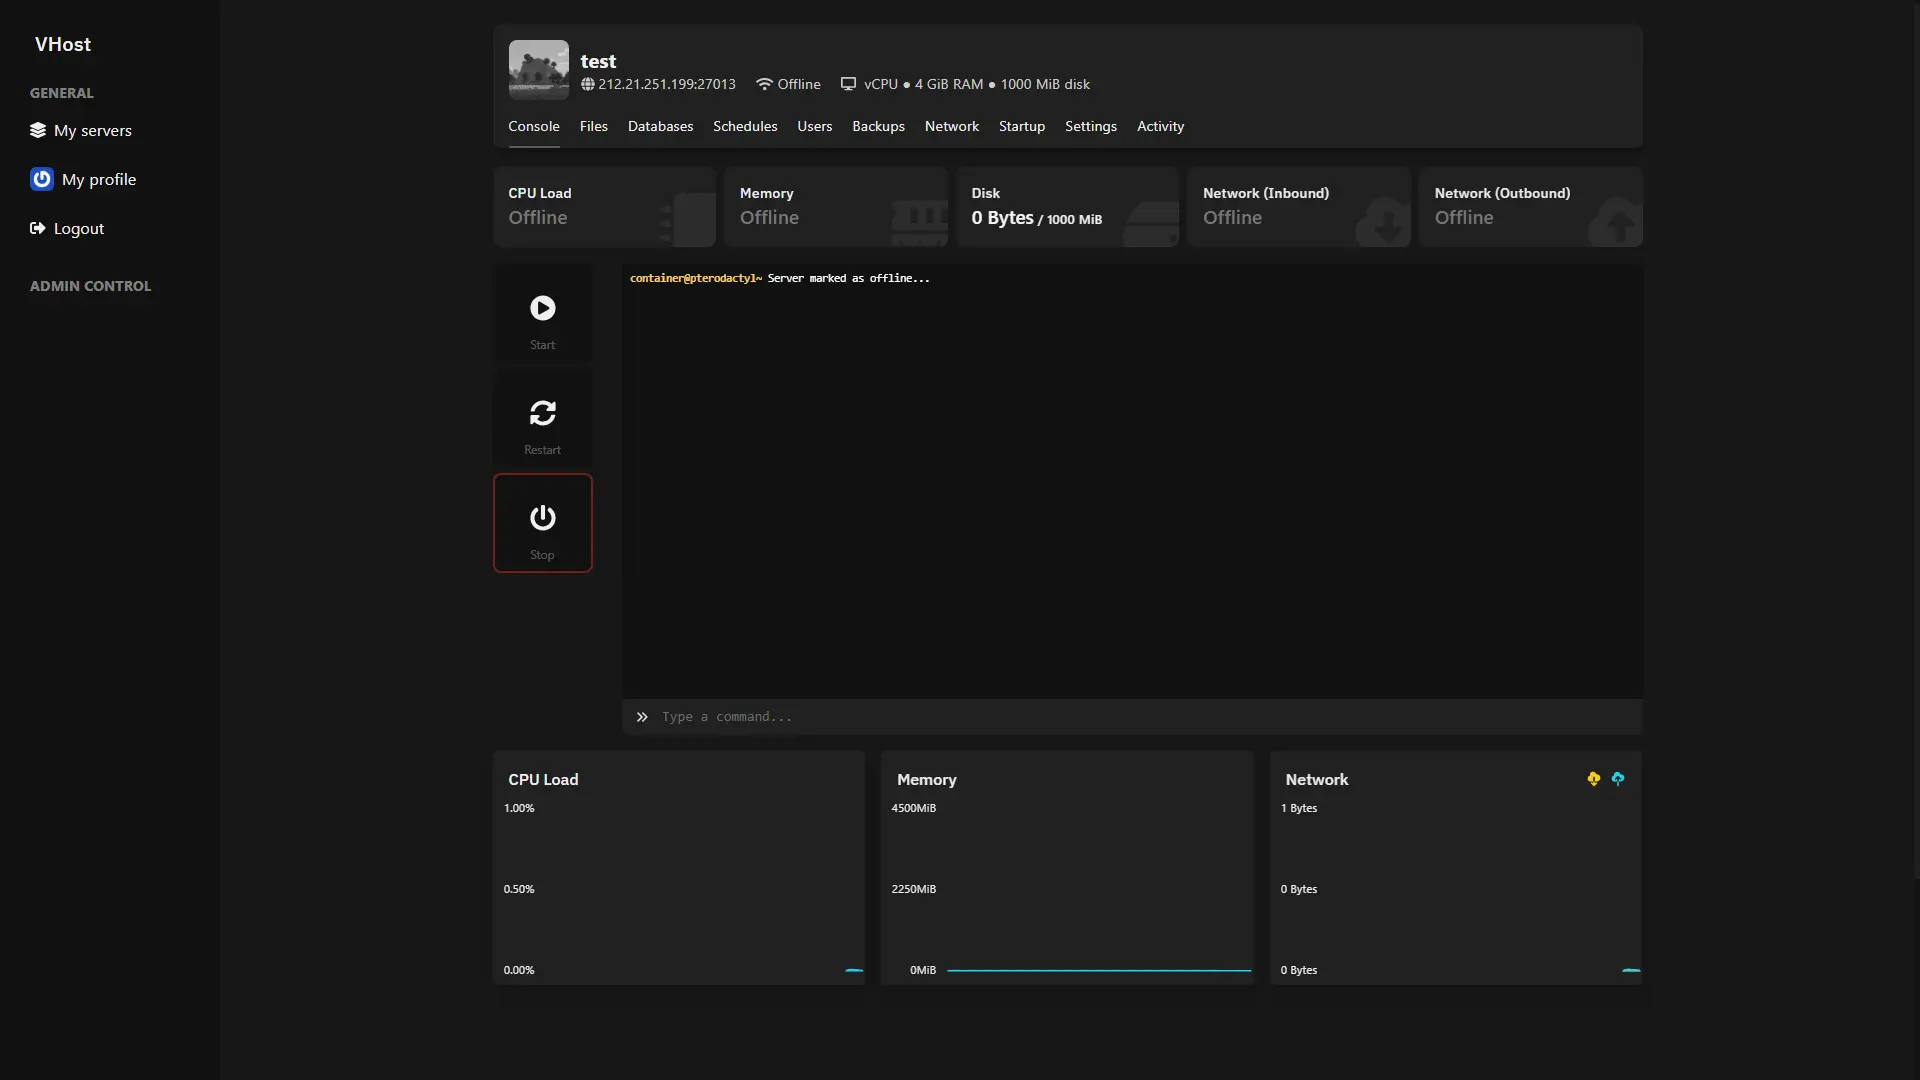 VHost
GENERAL
My servers
My profile
Logout
ADMIN CONTROL
test
212.21.251.199:27013 Offline vCPU ● 4 GiB RAM ● 1000 MiB disk
Console Files Databases Schedules Users Backups Network Startup Settings Activity
CPU Load
Offline
Memory
Offline
Disk
0 Bytes / 1000 MiB
Network (Inbound)
Offline
Network (Outbound)
Offline
Start
Restart
Stop
container@pterodactyl~ Server marked as offline...
Type a command...
CPU Load
1.00%
0.50%
0.00%
Memory
4500MiB
2250MiB
0MiB
Network
1 Bytes
0 Bytes
0 Bytes